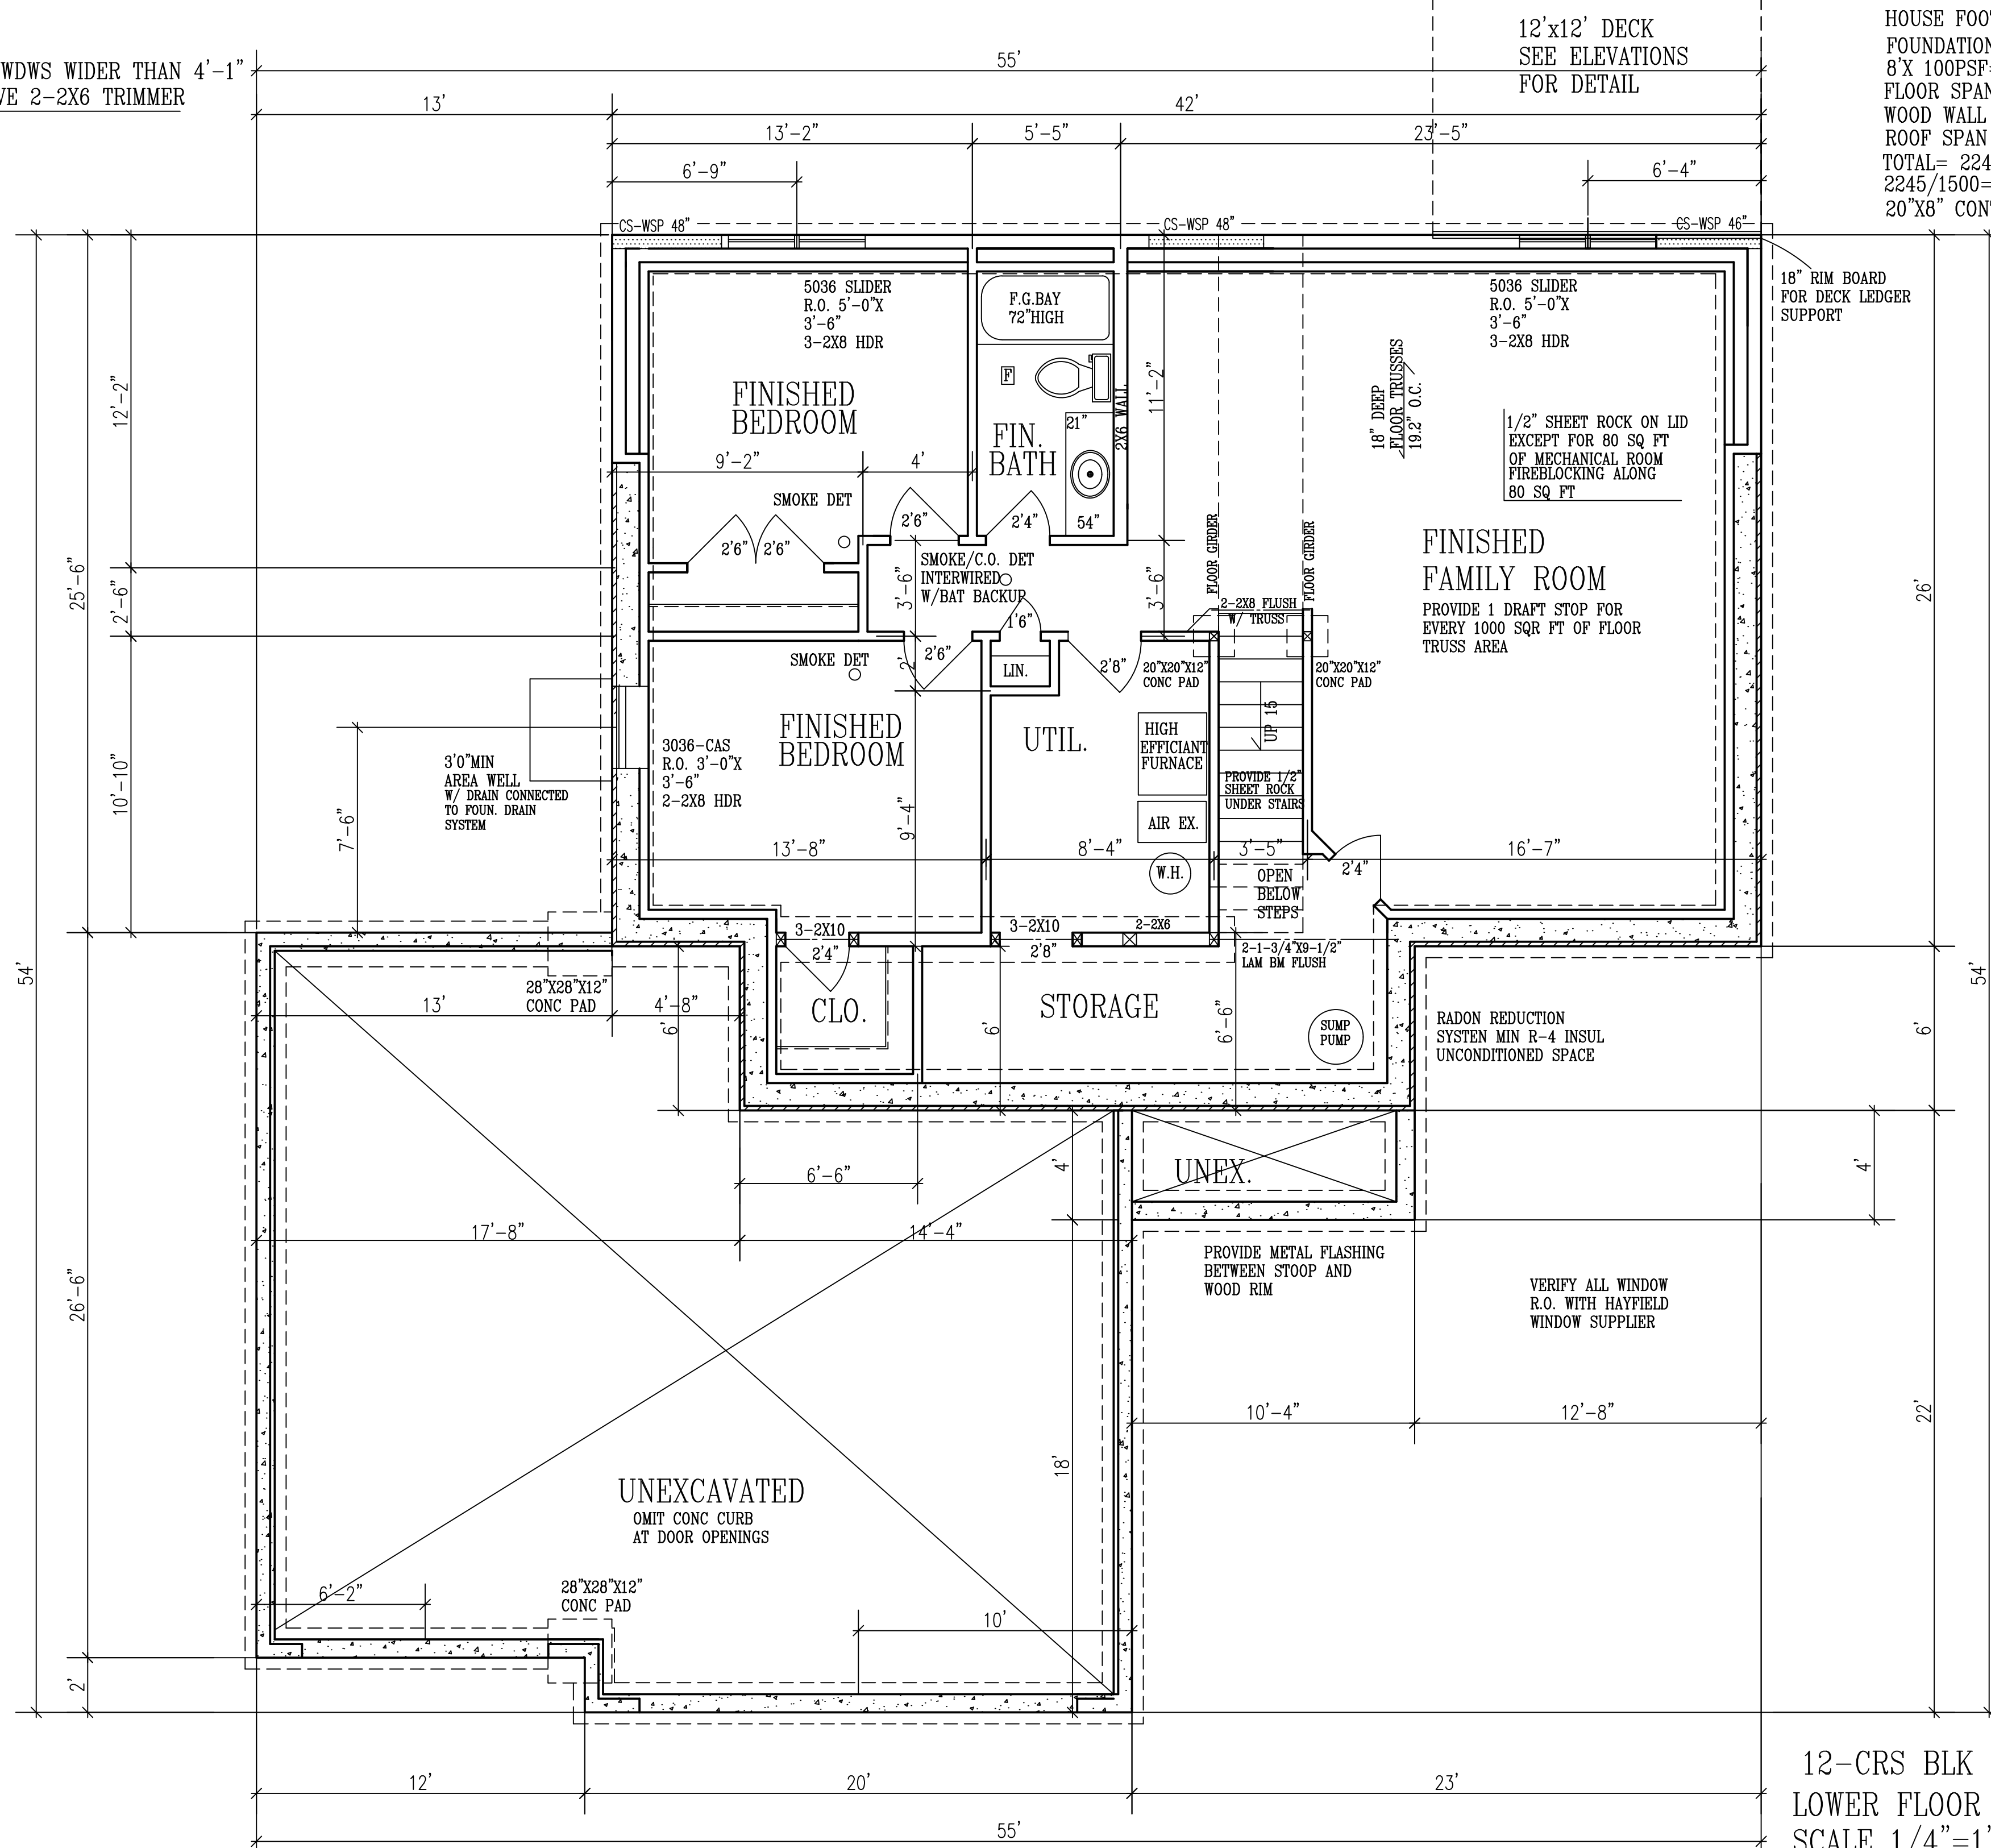 WDWS WIDER THAN 4'-1"
VE 2-2X6 TRIMMER
55'
12'x12' DECK
SEE ELEVATIONS
FOR DETAIL
HOUSE FOO
FOUNDATION
8'X 100PSF=
FLOOR SPAN
WOOD WALL
ROOF SPAN
TOTAL= 224
2245/1500=
20"X8" CON
13'
42'
13'-2"
5'-5"
23'-5"
6'-9"
6'-4"
CS-WSP 48"
CS-WSP 48"
CS-WSP 46"
18" RIM BOARD
FOR DECK LEDGER
SUPPORT
5036 SLIDER
R.O. 5'-0"X
3'-6"
3-2X8 HDR
F.G.BAY
72"HIGH
5036 SLIDER
R.O. 5'-0"X
3'-6"
3-2X8 HDR
FINISHED
BEDROOM
F
21"
FIN.
BATH
2X6 WALL
11'-2"
18" DEEP
FLOOR TRUSSES
19.2" O.C.
1/2" SHEET ROCK ON LID
EXCEPT FOR 80 SQ FT
OF MECHANICAL ROOM
FIREBLOCKING ALONG
80 SQ FT
12'-2"
9'-2"
4'
SMOKE DET
2'6"
2'6"
2'6"
2'4"
54"
FLOOR GIRDER
FLOOR GIRDER
FINISHED
FAMILY ROOM
PROVIDE 1 DRAFT STOP FOR
EVERY 1000 SQR FT OF FLOOR
TRUSS AREA
25'-6"
2'-6"
26'
SMOKE/C.O. DET
INTERWIRED
W/BAT BACKUP
3'-6"
3'-6"
1'6"
2-2X8 FLUSH
W/ TRUSS
SMOKE DET
2'6"
2'
LIN.
2'8"
20"X20"X12"
CONC PAD
20"X20"X12"
CONC PAD
FINISHED
BEDROOM
UTIL.
HIGH
EFFICIANT
FURNACE
UP 15
3036-CAS
R.O. 3'-0"X
3'-6"
2-2X8 HDR
3'0"MIN
AREA WELL
W/ DRAIN CONNECTED
TO FOUN. DRAIN
SYSTEM
10'-10"
7'-6"
9'-4"
PROVIDE 1/2"
SHEET ROCK
UNDER STAIRS
AIR EX.
13'-8"
8'-4"
3'-5"
16'-7"
W.H.
2'4"
OPEN
BELOW
STEPS
54'
3-2X10
3-2X10
2-2X6
2'4"
2'8"
2-1-3/4"X9-1/2"
LAM BM FLUSH
54'
28"X28"X12"
CONC PAD
13'
4'-8"
6'
CLO.
6'
STORAGE
6'-6"
SUMP
PUMP
RADON REDUCTION
SYSTEN MIN R-4 INSUL
UNCONDITIONED SPACE
6'
6'-6"
4'
UNEX.
4'
17'-8"
14'-4"
26'-6"
PROVIDE METAL FLASHING
BETWEEN STOOP AND
WOOD RIM
VERIFY ALL WINDOW
R.O. WITH HAYFIELD
WINDOW SUPPLIER
10'-4"
12'-8"
22'
18'
UNEXCAVATED
OMIT CONC CURB
AT DOOR OPENINGS
6'-2"
28"X28"X12"
CONC PAD
10'
2'
12'
20'
23'
55'
12-CRS BLK
LOWER FLOOR
SCALE 1/4"=1'